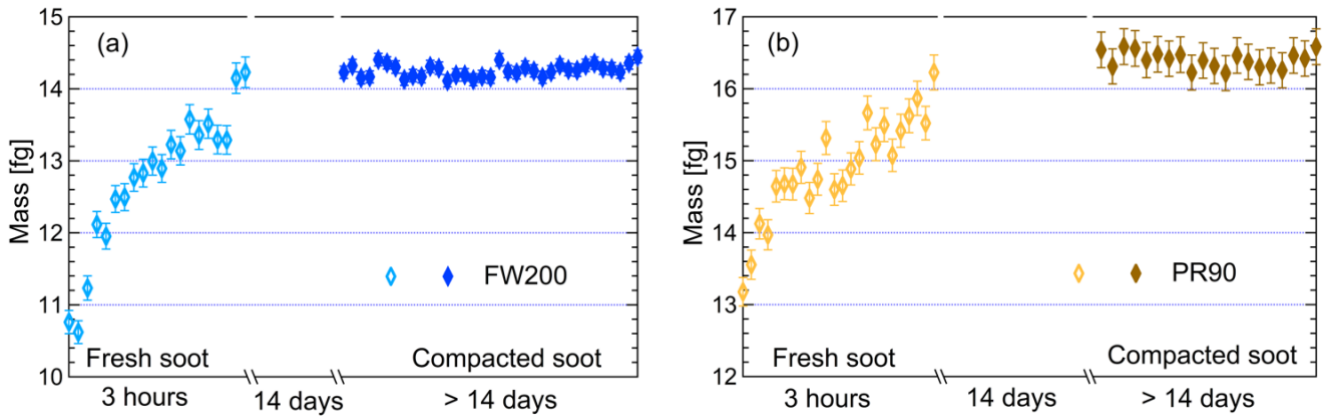 (a)
Mass [fg]
15
14
13
12
11
10
FW200
Fresh soot
Compacted soot
3 hours
14 days
> 14 days
(b)
Mass [fg]
17
16
15
14
13
12
PR90
Fresh soot
Compacted soot
3 hours
14 days
> 14 days